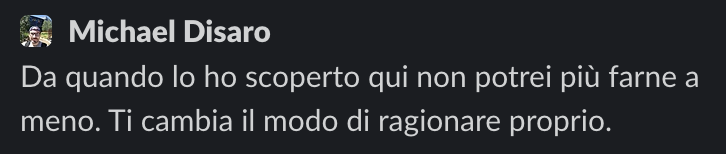 Michael Disaro
Da quando lo ho scoperto qui non potrei più farne a
meno. Ti cambia il modo di ragionare proprio.